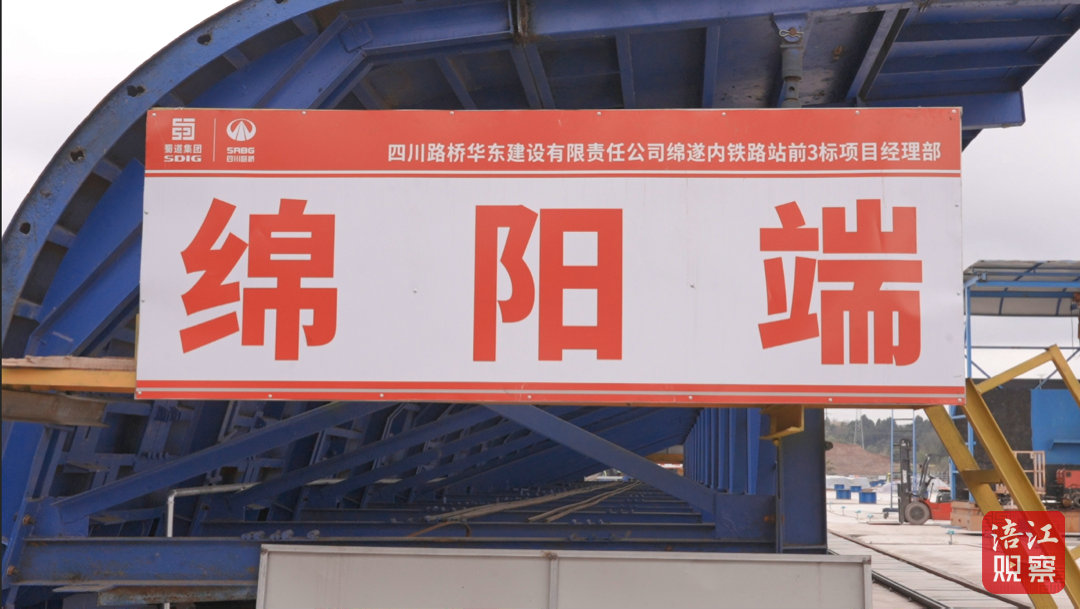 蜀道集团
SDIG
SRBG
四川路桥
四川路桥华东建设有限责任公司绵遂内铁路站前3标项目经理部
绵阳端
涪江
观察